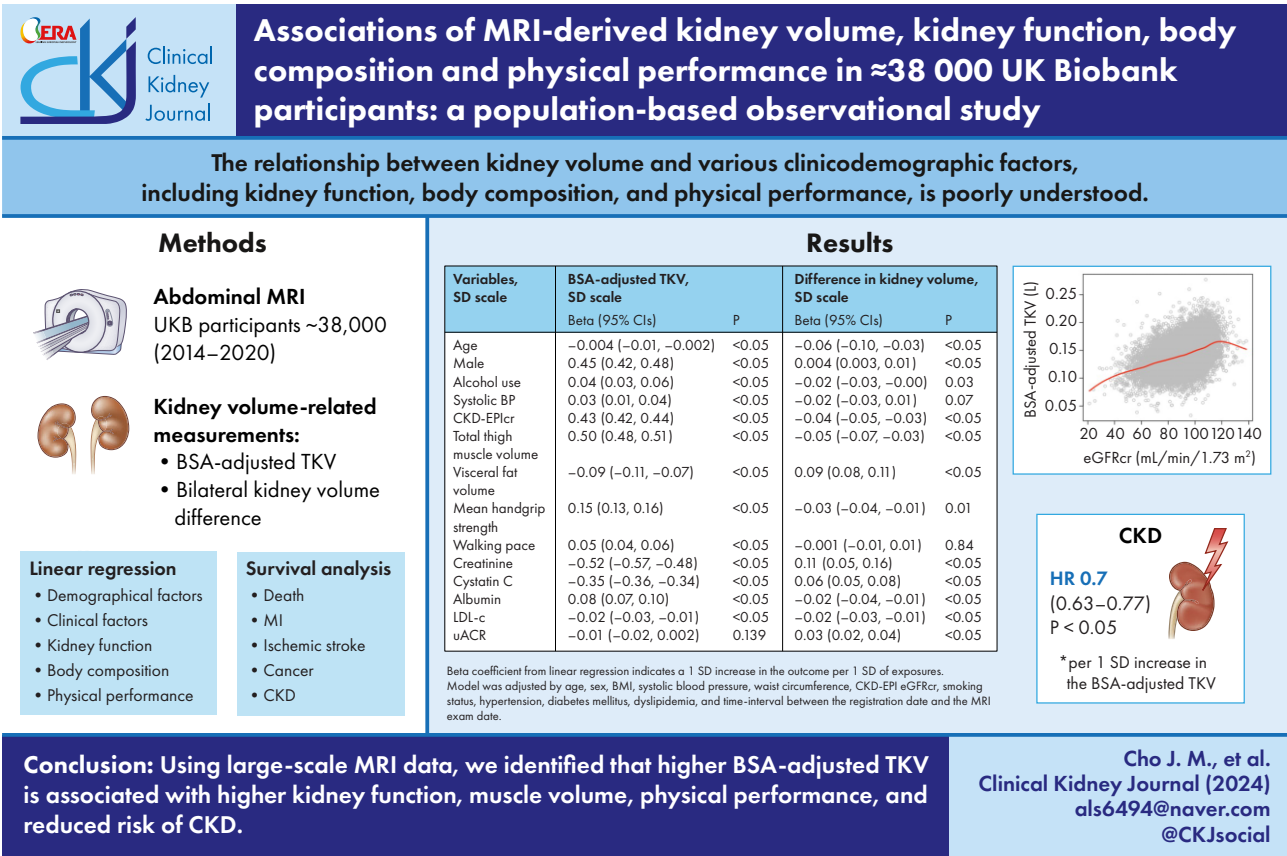 ERA
CKJ
Clinical
Kidney
Journal
Associations of MRI-derived kidney volume, kidney function, body
composition and physical performance in ≈38 000 UK Biobank
participants: a population-based observational study
The relationship between kidney volume and various clinicodemographic factors,
including kidney function, body composition, and physical performance, is poorly understood.
Methods
Abdominal MRI
UKB participants ~38,000
(2014–2020)
Kidney volume-related
measurements:
• BSA-adjusted TKV
• Bilateral kidney volume
difference
Linear regression
• Demographical factors
• Clinical factors
• Kidney function
• Body composition
• Physical performance
Survival analysis
• Death
• MI
• Ischemic stroke
• Cancer
• CKD
Results
Variables, BSA-adjusted TKV, Difference in kidney volume,
SD scale SD scale SD scale
Beta (95% CIs) P Beta (95% CIs) P
Age −0.004 (−0.01, −0.002) <0.05 −0.06 (−0.10, −0.03) <0.05
Male 0.45 (0.42, 0.48) <0.05 0.004 (0.003, 0.01) <0.05
Alcohol use 0.04 (0.03, 0.06) <0.05 −0.02 (−0.03, −0.00) 0.03
Systolic BP 0.03 (0.01, 0.04) <0.05 −0.02 (−0.03, 0.01) 0.07
CKD-EPIcr 0.43 (0.42, 0.44) <0.05 −0.04 (−0.05, −0.03) <0.05
Total thigh 0.50 (0.48, 0.51) <0.05 −0.05 (−0.07, −0.03) <0.05
muscle volume
Visceral fat −0.09 (−0.11, −0.07) <0.05 0.09 (0.08, 0.11) <0.05
volume
Mean handgrip 0.15 (0.13, 0.16) <0.05 −0.03 (−0.04, −0.01) 0.01
strength
Walking pace 0.05 (0.04, 0.06) <0.05 −0.001 (−0.01, 0.01) 0.84
Creatinine −0.52 (−0.57, −0.48) <0.05 0.11 (0.05, 0.16) <0.05
Cystatin C −0.35 (−0.36, −0.34) <0.05 0.06 (0.05, 0.08) <0.05
Albumin 0.08 (0.07, 0.10) <0.05 −0.02 (−0.04, −0.01) <0.05
LDL-c −0.02 (−0.03, −0.01) <0.05 −0.02 (−0.03, −0.01) <0.05
uACR −0.01 (−0.02, 0.002) 0.139 0.03 (0.02, 0.04) <0.05
Beta coefficient from linear regression indicates a 1 SD increase in the outcome per 1 SD of exposures.
Model was adjusted by age, sex, BMI, systolic blood pressure, waist circumference, CKD-EPI eGFRcr, smoking
status, hypertension, diabetes mellitus, dyslipidemia, and time-interval between the registration date and the MRI
exam date.
BSA-adjusted TKV (L)
0.25
0.20
0.15
0.10
0.05
20 40 60 80 100 120 140
eGFRcr (mL/min/1.73 m²)
CKD
HR 0.7
(0.63–0.77)
P < 0.05
*per 1 SD increase in
the BSA-adjusted TKV
Conclusion: Using large-scale MRI data, we identified that higher BSA-adjusted TKV
is associated with higher kidney function, muscle volume, physical performance, and
reduced risk of CKD.
Cho J. M., et al.
Clinical Kidney Journal (2024)
als6494@naver.com
@CKJsocial